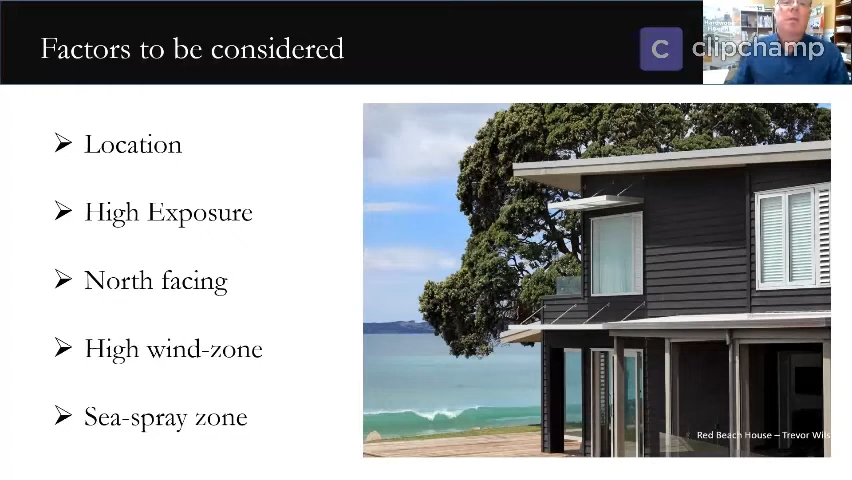 Factors to be considered
C clipchamp
Location
High Exposure
North facing
High wind-zone
Sea-spray zone
Red Beach House – Trevor Wils